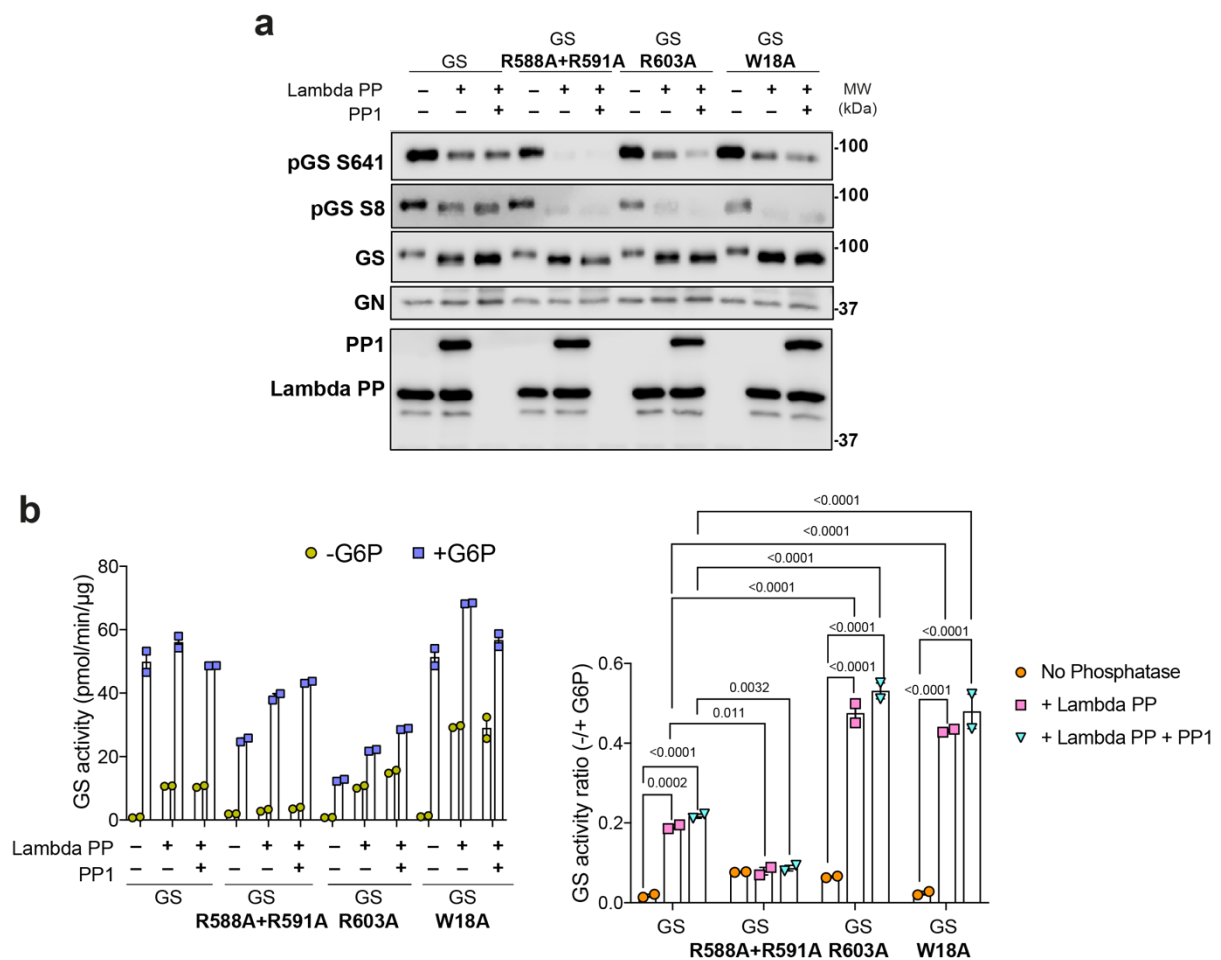 a
GS GS GS
GS R588A+R591A R603A W18A
Lambda PP – + + – + + – + + – + + MW
PP1 – – + – – + – – + – – + (kDa)
pGS S641 -100
pGS S8 -100
GS -100
GN -37
PP1
Lambda PP
-37
b
-G6P +G6P
GS activity (pmol/min/µg)
80
60
40
20
0
Lambda PP – + + – + + – + + – + +
PP1 – – + – – + – – + – – +
GS GS GS GS
R588A+R591A R603A W18A
<0.0001
<0.0001
<0.0001
<0.0001
<0.0001 <0.0001
<0.0001 <0.0001
0.0032
0.011
<0.0001
0.0002
GS activity ratio (-/+ G6P)
0.6
0.4
0.2
0.0
GS GS GS GS
R588A+R591A R603A W18A
No Phosphatase
+ Lambda PP
+ Lambda PP + PP1